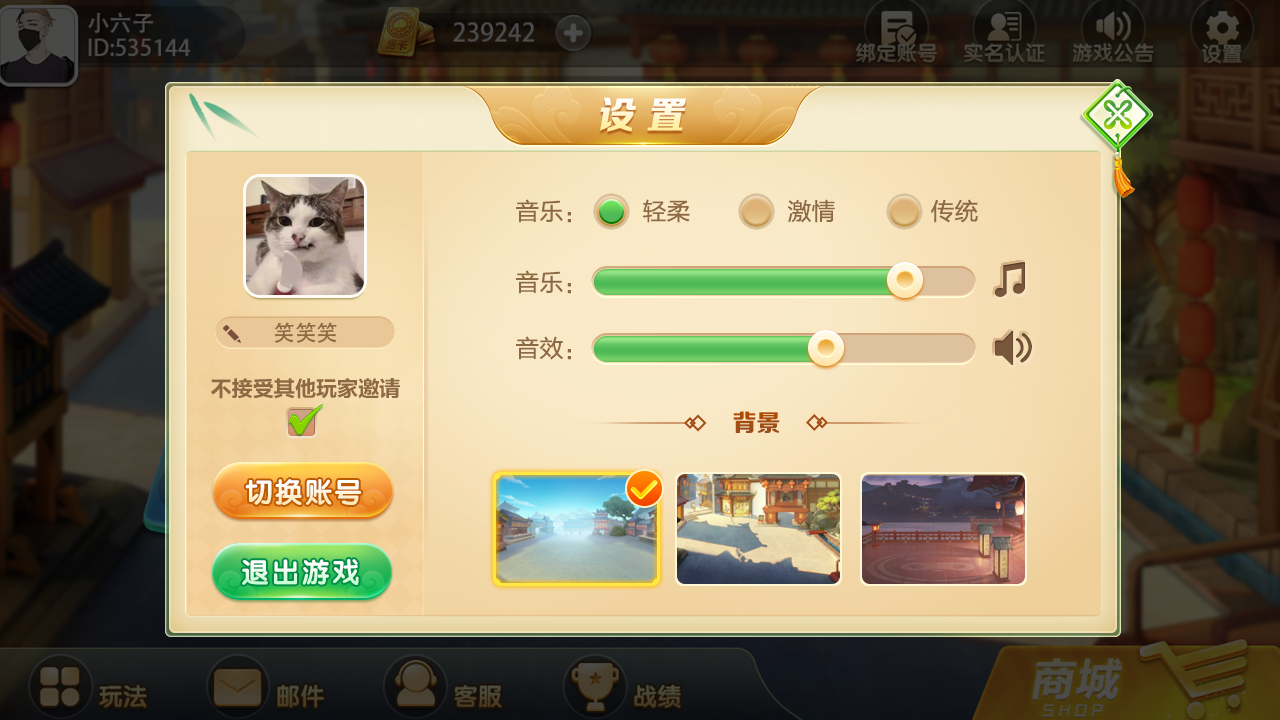 小六子
ID:535144
239242
绑定账号
实名认证
游戏公告
设置
设置
音乐：
轻柔
激情
传统
音乐：
音效：
笑笑笑
不接受其他玩家邀请
背景
切换账号
退出游戏
玩法
邮件
客服
战绩
商城
SHOP